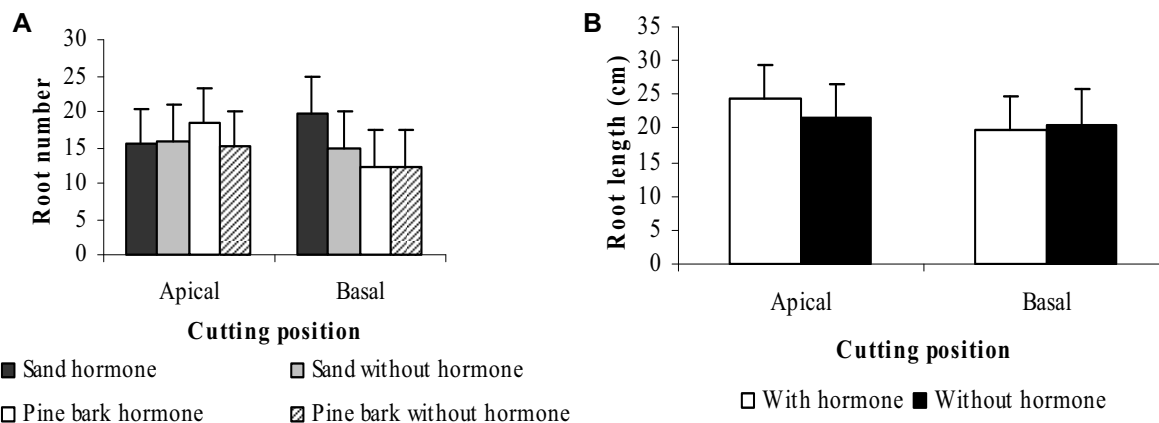 A
Root number
30
25
20
15
10
5
0
Apical Basal
Cutting position
Sand hormone Sand without hormone
Pine bark hormone Pine bark without hormone
B
Root length (cm)
35
30
25
20
15
10
5
0
Apical Basal
Cutting position
With hormone Without hormone